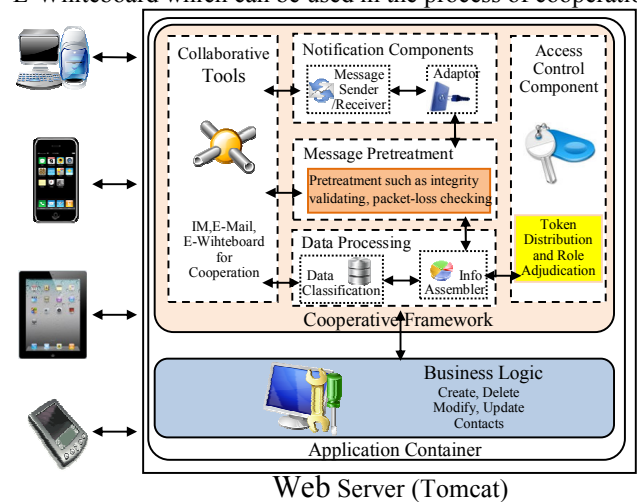 E-Whiteboard which can be used in the process of cooperation
Collaborative
Tools
IM,E-Mail,
E-Wihteboard
for
Cooperation
Notification Components
Message
Sender
/Receiver
Adaptor
Message Pretreatment
Pretreatment such as integrity
validating, packet-loss checking
Data Processing
Data
Classification
Info
Assembler
Access
Control
Component
Token
Distribution
and Role
Adjudication
Cooperative Framework
Business Logic
Create, Delete
Modify, Update
Contacts
Application Container
Web Server (Tomcat)